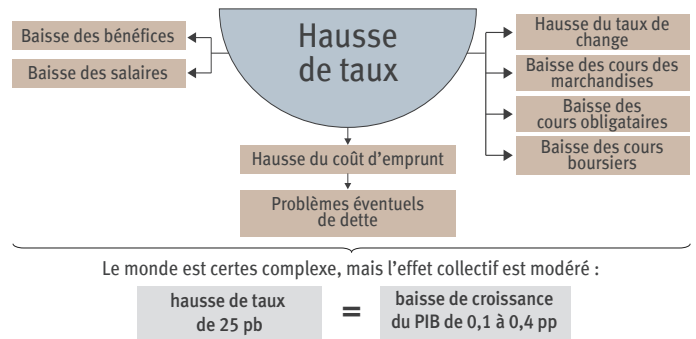 Hausse
de taux
Baisse des bénéfices
Baisse des salaires
Hausse du taux de
change
Baisse des cours des
marchandises
Baisse des
cours obligataires
Baisse des cours
boursiers
Hausse du coût d’emprunt
Problèmes éventuels
de dette
Le monde est certes complexe, mais l’effet collectif est modéré :
hausse de taux
de 25 pb
=
baisse de croissance
du PIB de 0,1 à 0,4 pp